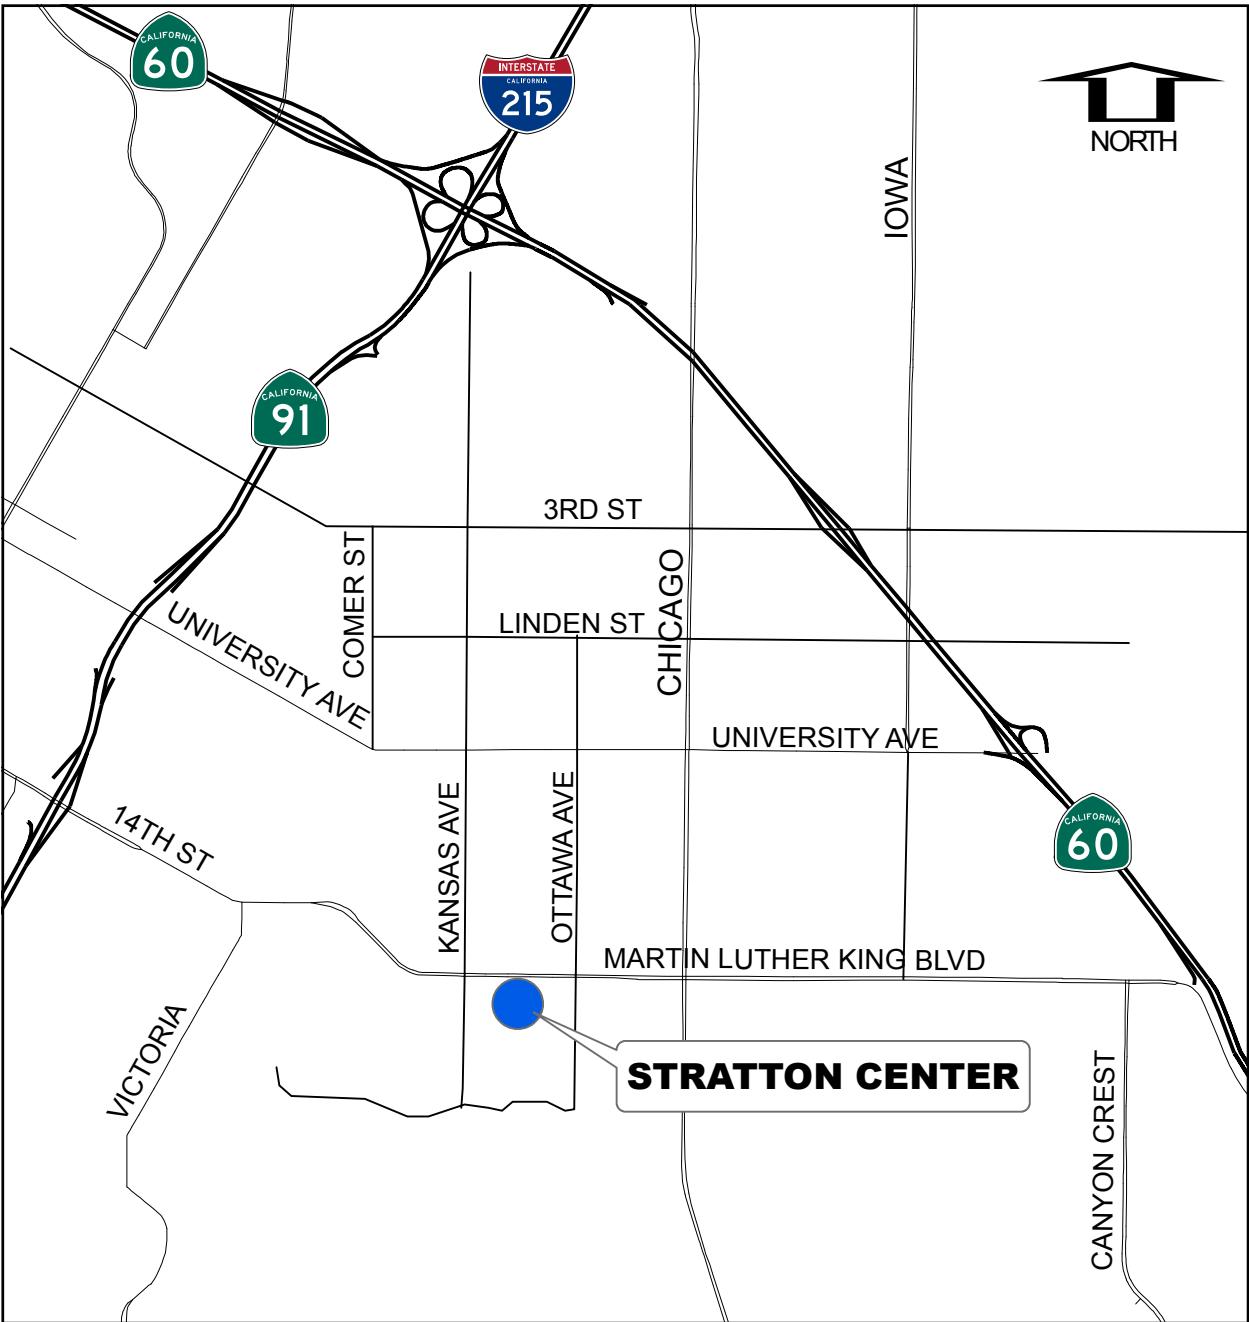 CALIFORNIA
60
INTERSTATE
CALIFORNIA
215
NORTH
IOWA
CALIFORNIA
91
3RD ST
COMER ST
CHICAGO
LINDEN ST
UNIVERSITY AVE
UNIVERSITY AVE
KANSAS AVE
OTTAWA AVE
14TH ST
CALIFORNIA
60
MARTIN LUTHER KING BLVD
VICTORIA
STRATTON CENTER
CANYON CREST